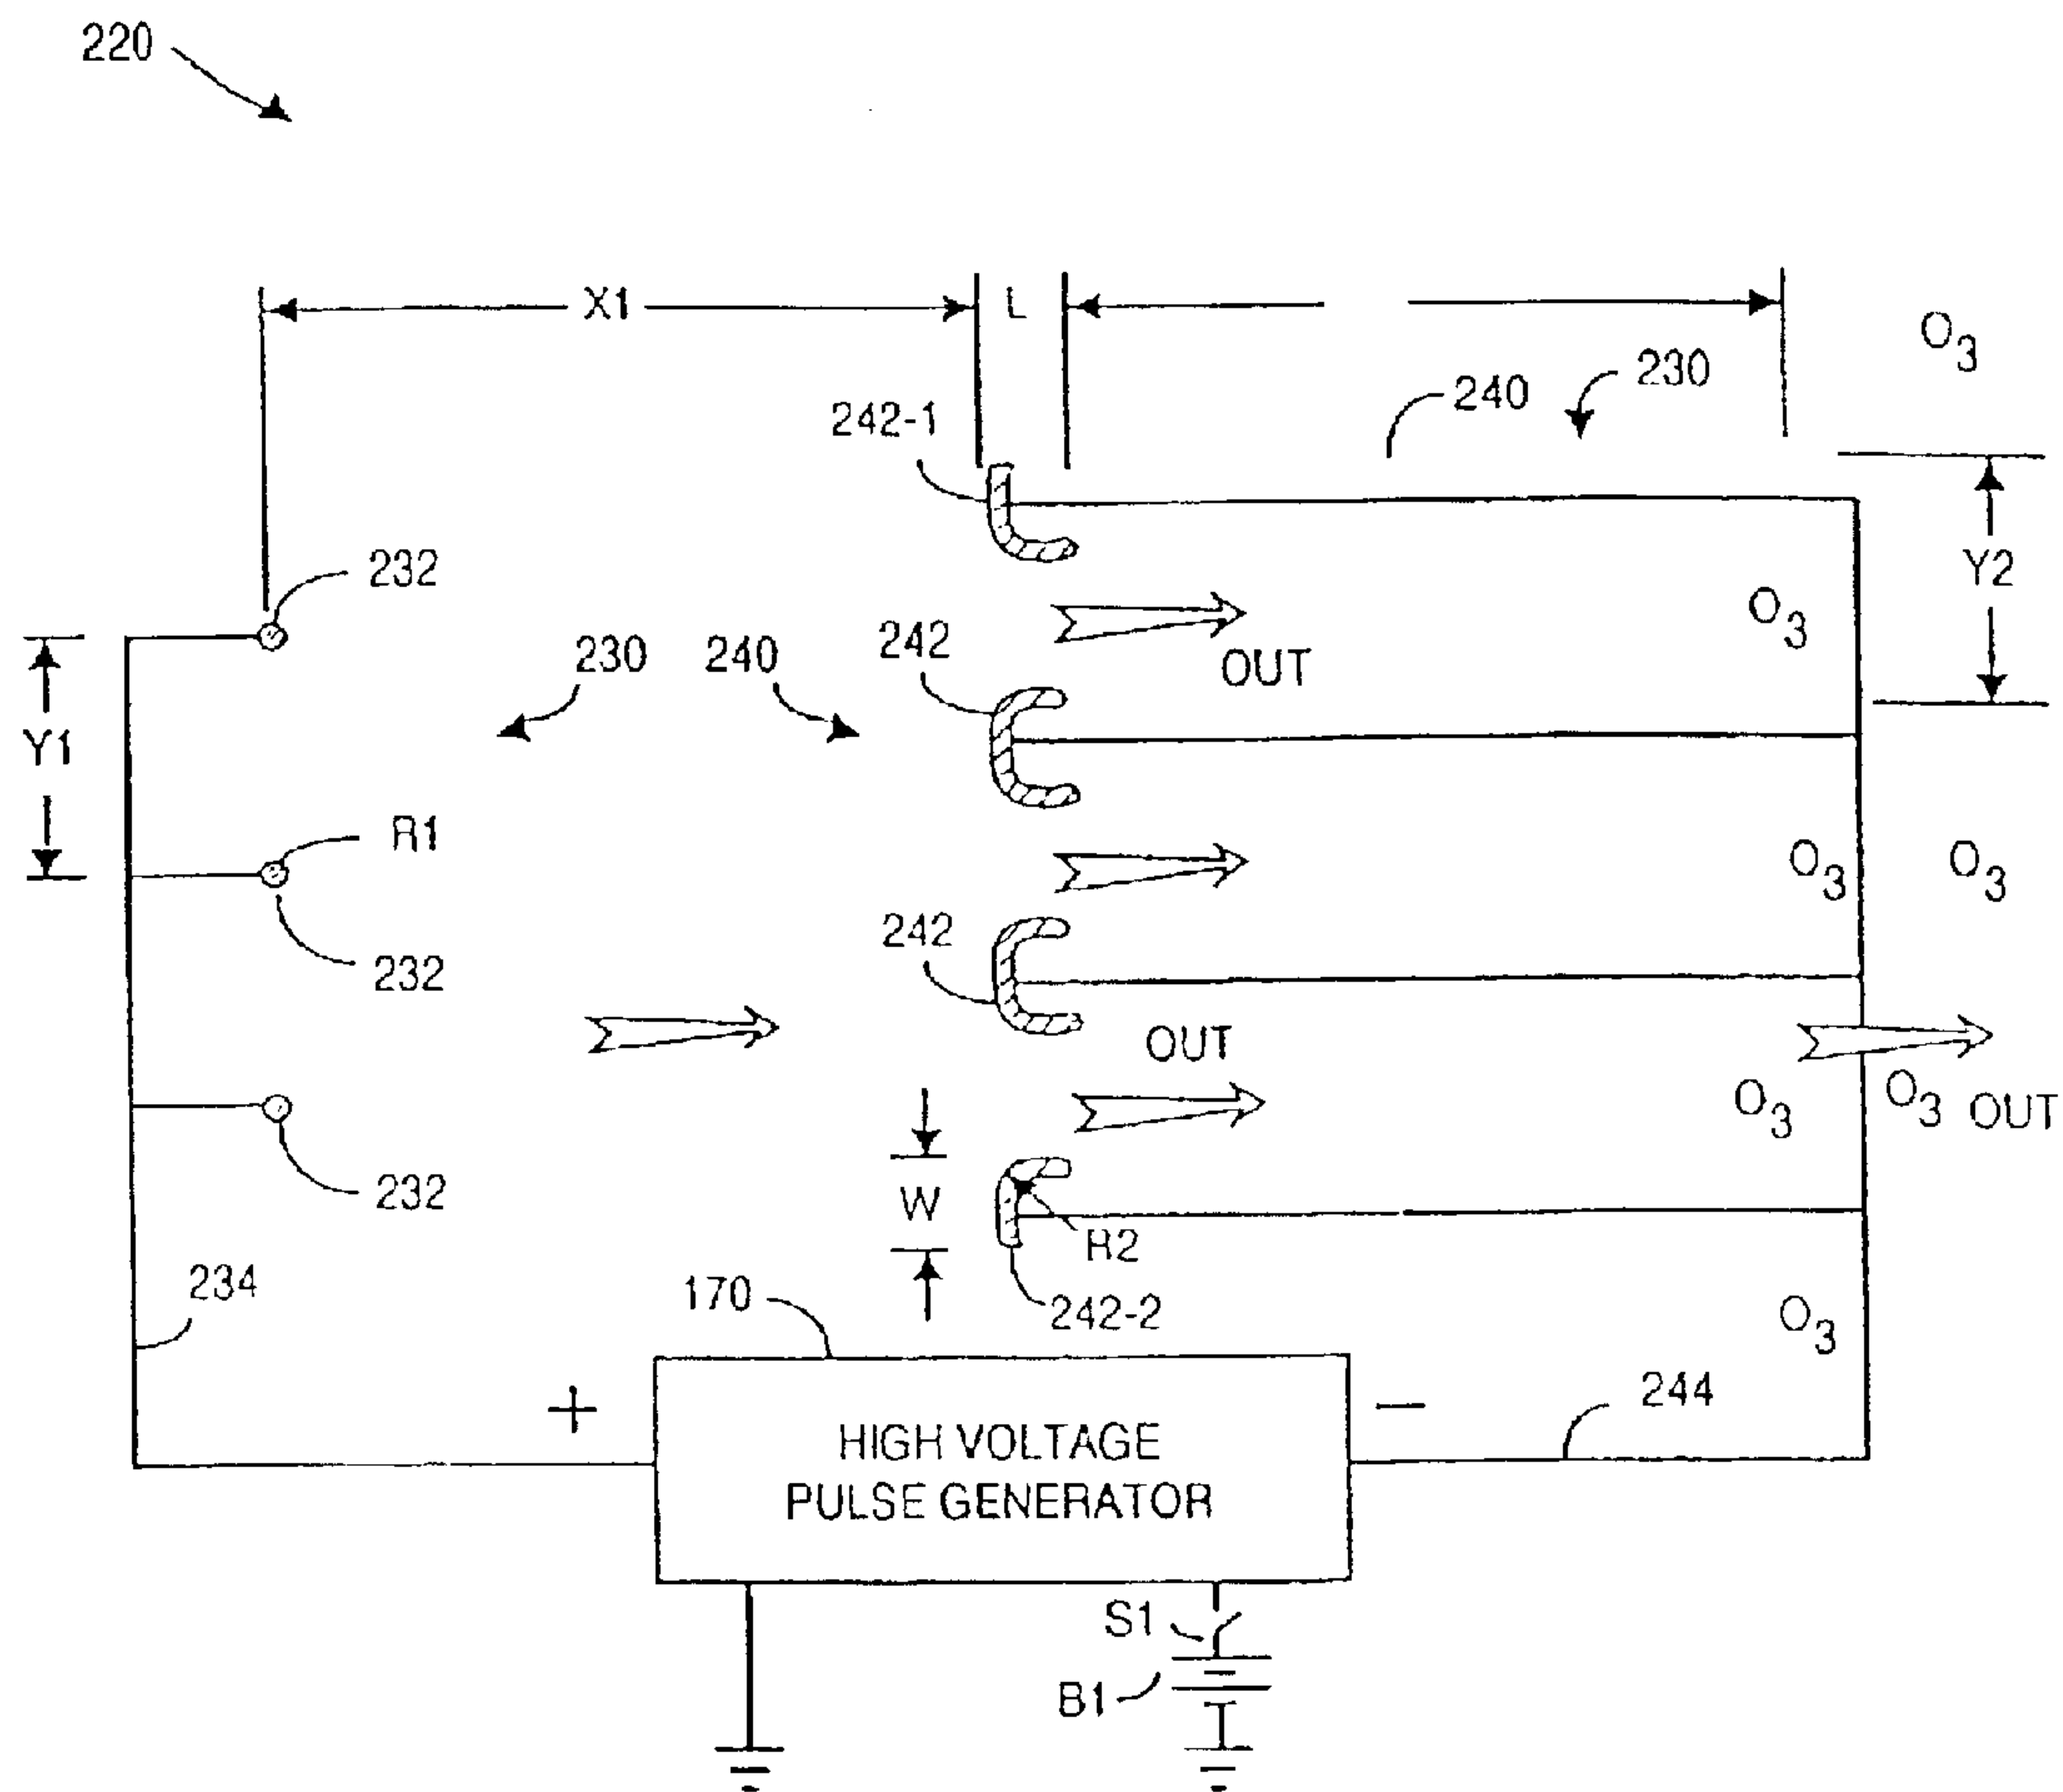 220
X1
L
O3
230
240
242-1
232
Y2
O3
242
230
240
OUT
Y1
R1
O3
O3
242
232
OUT
O3
O3
OUT
232
W
R2
234
170
242-2
O3
+
−
244
HIGH VOLTAGE
PULSE GENERATOR
S1
B1